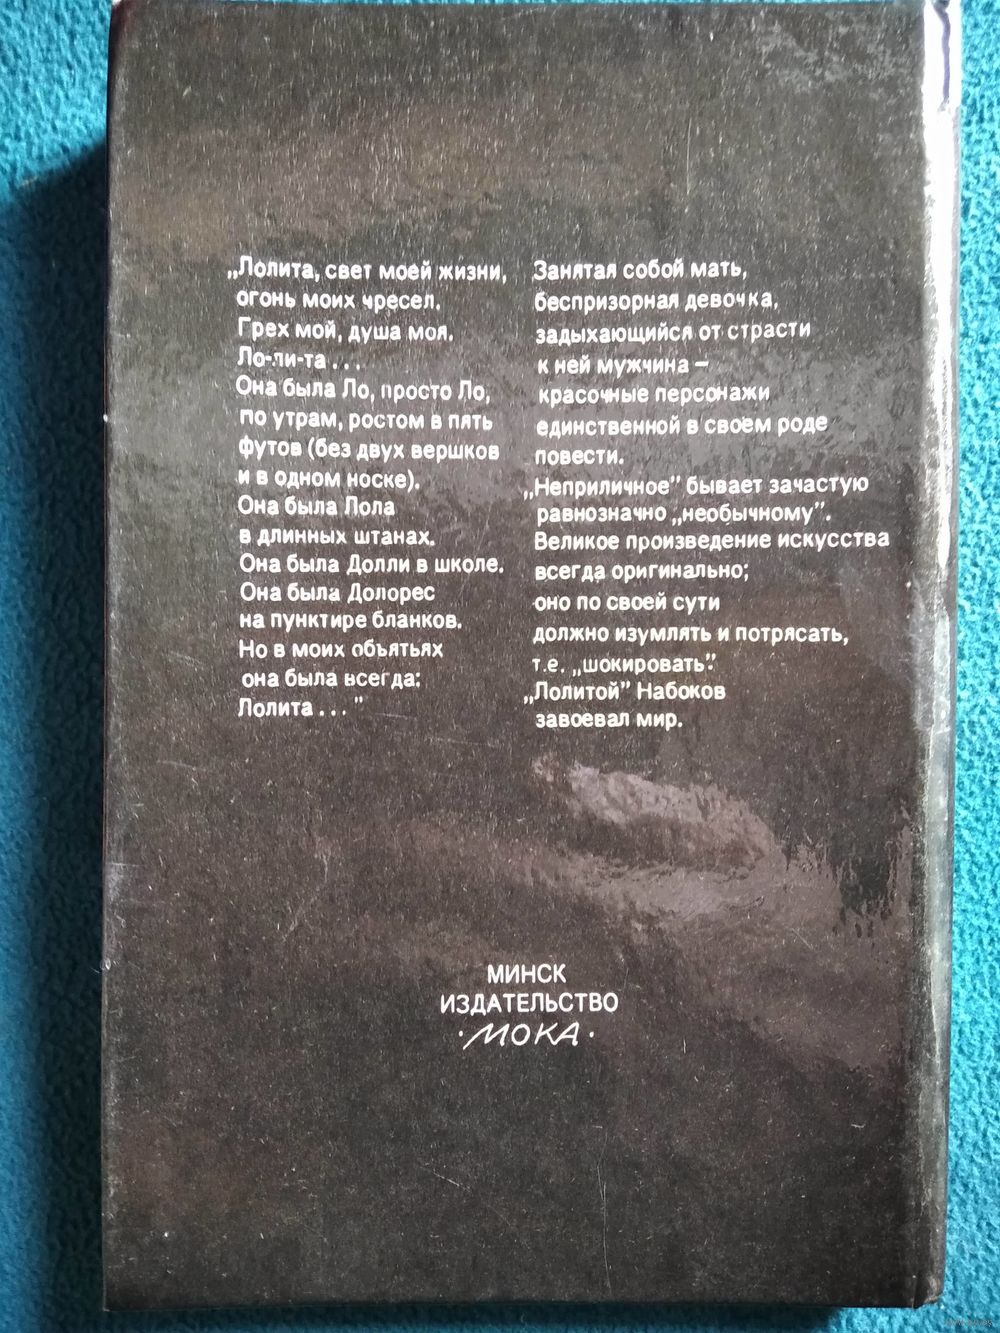 „Лолита, свет моей жизни,
огонь моих чресел.
Грех мой, душа моя.
Ло-ли-та...
Она была Ло, просто Ло,
по утрам, ростом в пять
футов (без двух вершков
и в одном носке).
Она была Лола
в длинных штанах.
Она была Долли в школе.
Она была Долорес
на пунктире бланков.
Но в моих объятьях
она была всегда:
Лолита..."
Занятая собой мать,
беспризорная девочка,
задыхающийся от страсти
к ней мужчина –
красочные персонажи
единственной в своем роде
повести.
„Неприличное" бывает зачастую
равнозначно „необычному".
Великое произведение искусства
всегда оригинально;
оно по своей сути
должно изумлять и потрясать,
т.е. „шокировать".
„Лолитой" Набоков
завоевал мир.
МИНСК
ИЗДАТЕЛЬСТВО
·МОКА·